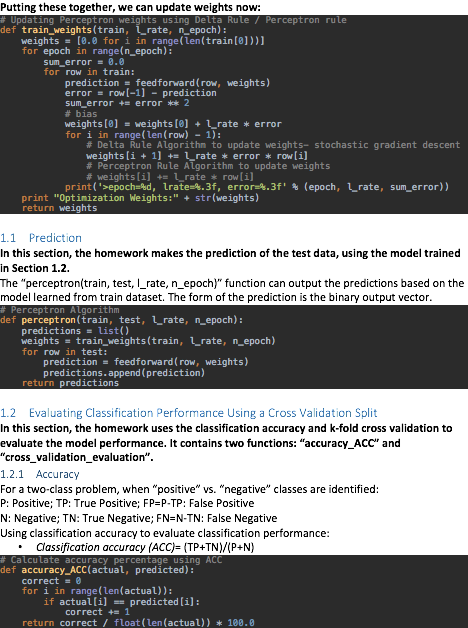 Putting these together, we can update weights now:
# Updating Perceptron weights using Delta Rule / Perceptron rule
def train_weights(train, l_rate, n_epoch):
weights = [0.0 for i in range(len(train[0]))]
for epoch in range(n_epoch):
sum_error = 0.0
for row in train:
prediction = feedforward(row, weights)
error = row[-1] - prediction
sum_error += error ** 2
# bias
weights[0] = weights[0] + l_rate * error
for i in range(len(row) - 1):
# Delta Rule Algorithm to update weights- stochastic gradient descent
weights[i + 1] += l_rate * error * row[i]
# Perceptron Rule Algorithm to update weights
# weights[i] += l_rate * row[i]
print('>epoch=%d, lrate=%.3f, error=%.3f' % (epoch, l_rate, sum_error))
print "Optimization Weights:" + str(weights)
return weights
1.1 Prediction
In this section, the homework makes the prediction of the test data, using the model trained
in Section 1.2.
The "perceptron(train, test, l_rate, n_epoch)" function can output the predictions based on the
model learned from train dataset. The form of the prediction is the binary output vector.
# Perceptron Algorithm
def perceptron(train, test, l_rate, n_epoch):
predictions = list()
weights = train_weights(train, l_rate, n_epoch)
for row in test:
prediction = feedforward(row, weights)
predictions.append(prediction)
return predictions
1.2 Evaluating Classification Performance Using a Cross Validation Split
In this section, the homework uses the classification accuracy and k-fold cross validation to
evaluate the model performance. It contains two functions: "accuracy_ACC" and
"cross_validation_evaluation".
1.2.1 Accuracy
For a two-class problem, when "positive" vs. "negative" classes are identified:
P: Positive; TP: True Positive; FP=P-TP: False Positive
N: Negative; TN: True Negative; FN=N-TN: False Negative
Using classification accuracy to evaluate classification performance:
• Classification accuracy (ACC)= (TP+TN)/(P+N)
# Calculate accuracy percentage using ACC
def accuracy_ACC(actual, predicted):
correct = 0
for i in range(len(actual)):
if actual[i] == predicted[i]:
correct += 1
return correct / float(len(actual)) * 100.0